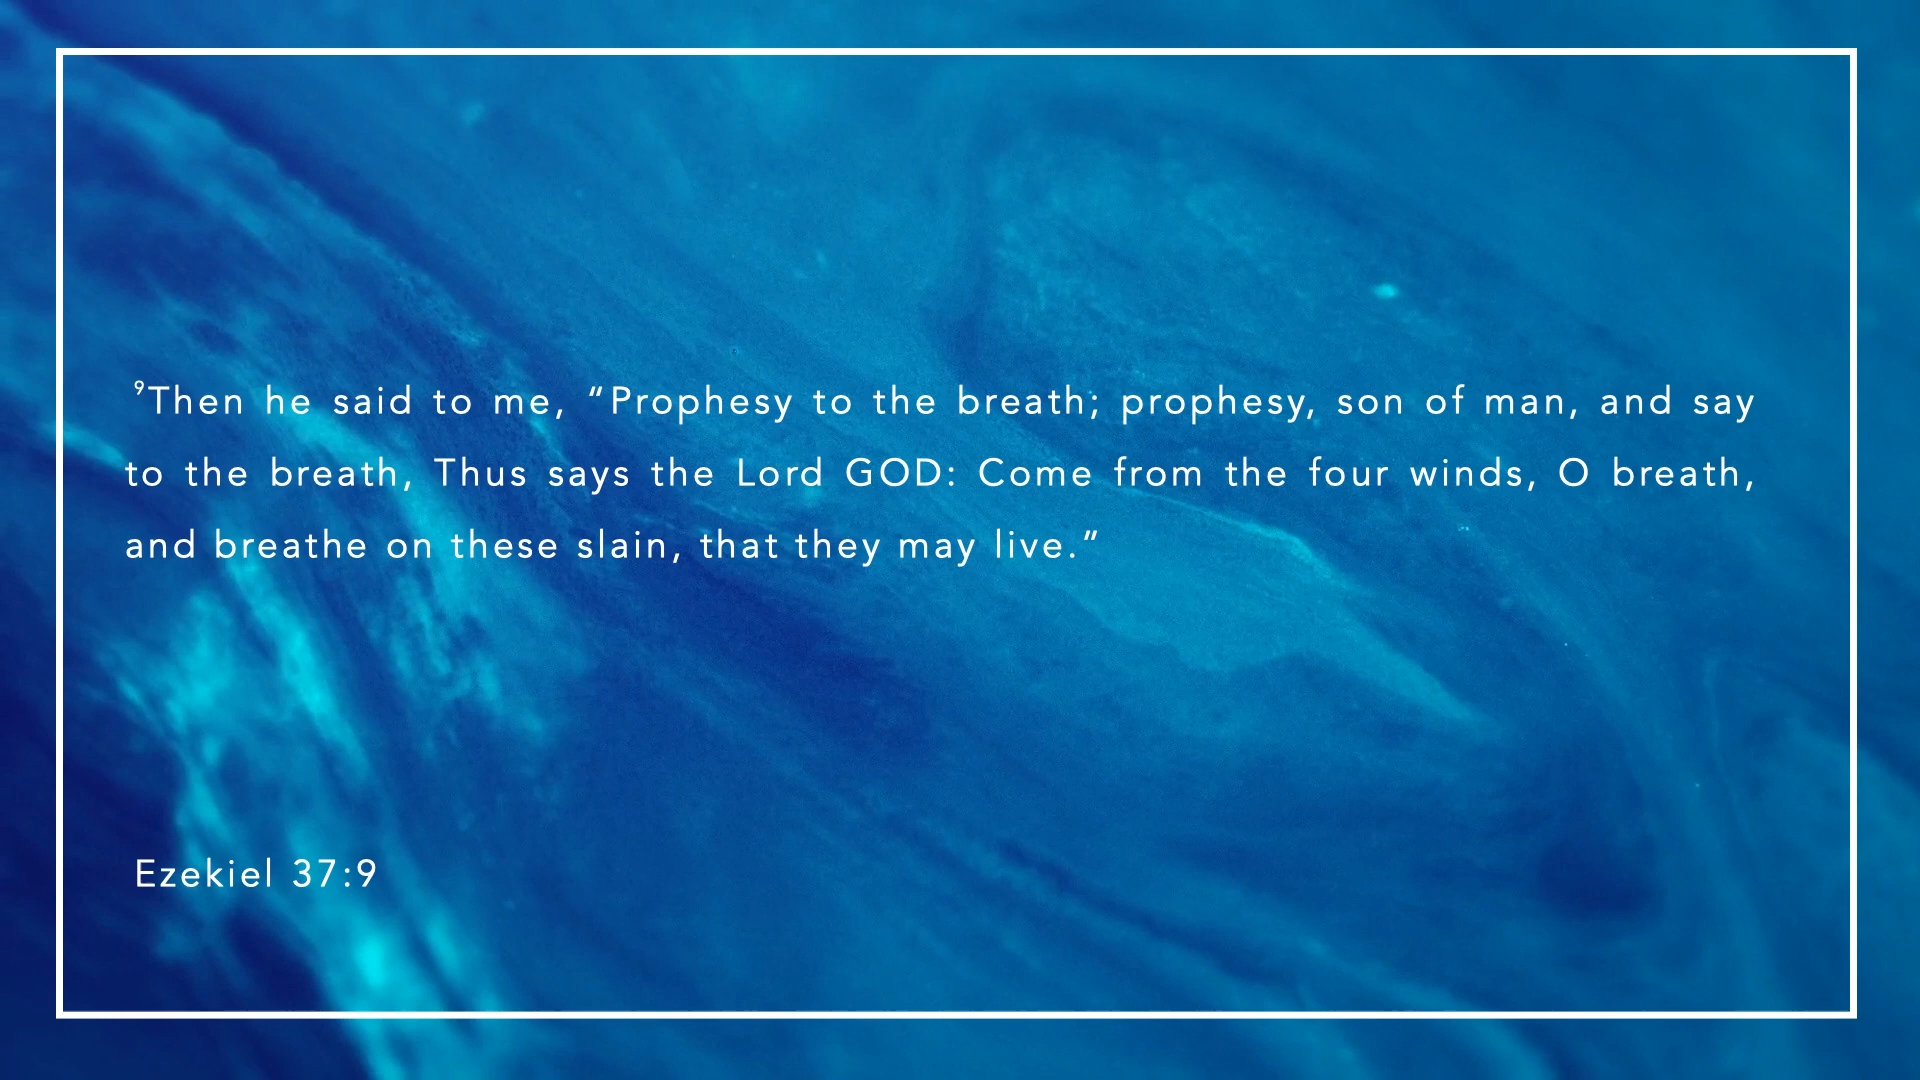 ⁹Then he said to me, “Prophesy to the breath; prophesy, son of man, and say
to the breath, Thus says the Lord GOD: Come from the four winds, O breath,
and breathe on these slain, that they may live.”
Ezekiel 37:9